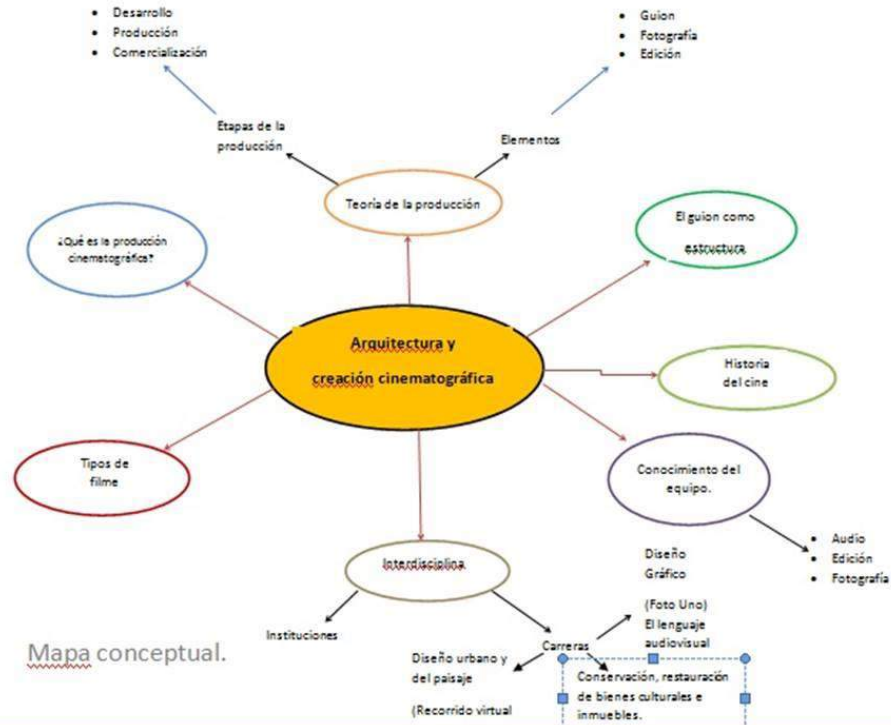 • Desarrollo
• Producción
• Comercialización
• Guion
• Fotografía
• Edición
Etapas de la
producción
Elementos
Teoría de la producción
¿Qué es la producción
cinematográfica?
El guion como
estructura
Arquitectura y
creación cinematográfica
Historia
del cine
Tipos de
filme
Conocimiento del
equipo.
• Audio
• Edición
• Fotografía
Interdisciplina
Instituciones
Carreras
Diseño
Gráfico
(Foto Uno)
El lenguaje
audiovisual
Diseño urbano y
del paisaje
(Recorrido virtual
Conservación, restauración
de bienes culturales e
inmuebles.
Mapa conceptual.